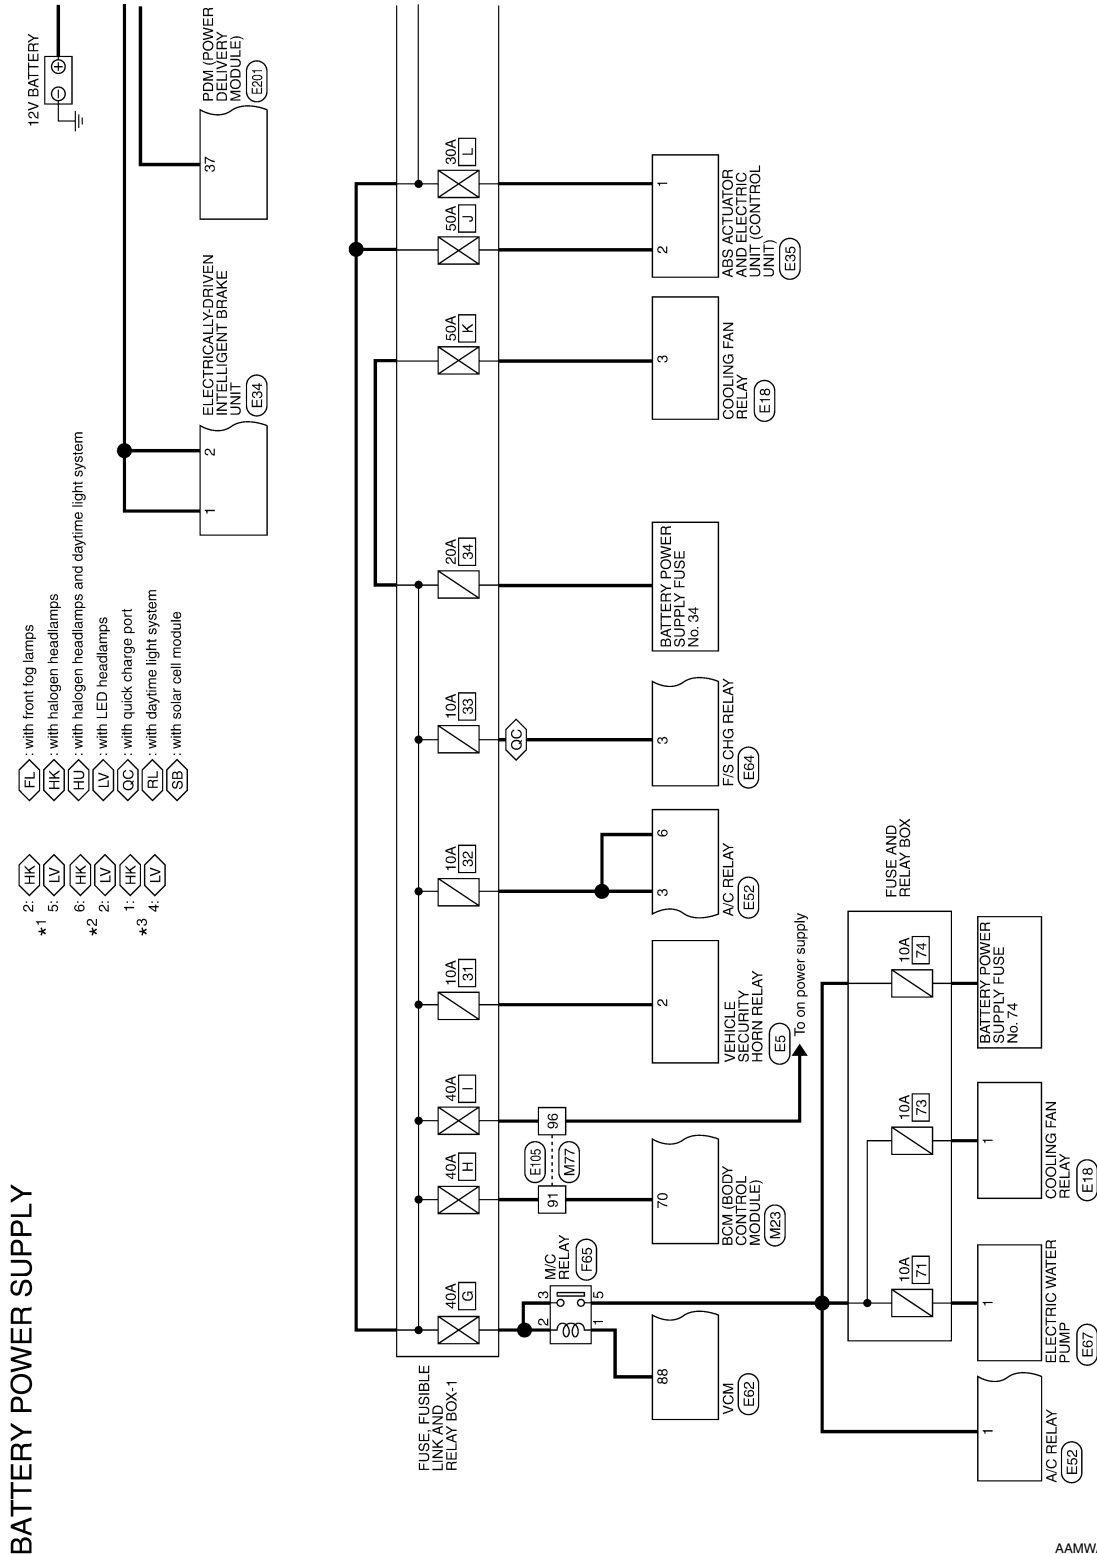 BATTERY POWER SUPPLY
*1
2: HK
5: LV
*2
6: HK
2: LV
*3
1: HK
4: LV
FL : with front fog lamps
HK : with halogen headlamps
HU : with halogen headlamps and daytime light system
LV : with LED headlamps
QC : with quick charge port
RL : with daytime light system
SB : with solar cell module
12V BATTERY
1
2
ELECTRICALLY-DRIVEN
INTELLIGENT BRAKE
UNIT
E34
37
PDM (POWER
DELIVERY
MODULE)
E201
FUSE, FUSIBLE
LINK AND
RELAY BOX-1
40A
G
40A
H
40A
I
10A
31
10A
32
10A
33
20A
34
50A
K
50A
J
30A
L
M/C
RELAY
F65
2
3
1
5
91
96
E105
M77
QC
88
VCM
E62
70
BCM (BODY
CONTROL
MODULE)
M23
To on power supply
2
VEHICLE
SECURITY
HORN RELAY
E5
3
6
A/C RELAY
E52
3
F/S CHG RELAY
E64
BATTERY POWER
SUPPLY FUSE
No. 34
3
COOLING FAN
RELAY
E18
2
1
ABS ACTUATOR
AND ELECTRIC
UNIT (CONTROL
UNIT)
E35
FUSE AND
RELAY BOX
10A
71
10A
73
10A
74
1
A/C RELAY
E52
1
ELECTRIC WATER
PUMP
E67
1
COOLING FAN
RELAY
E18
BATTERY POWER
SUPPLY FUSE
No. 74